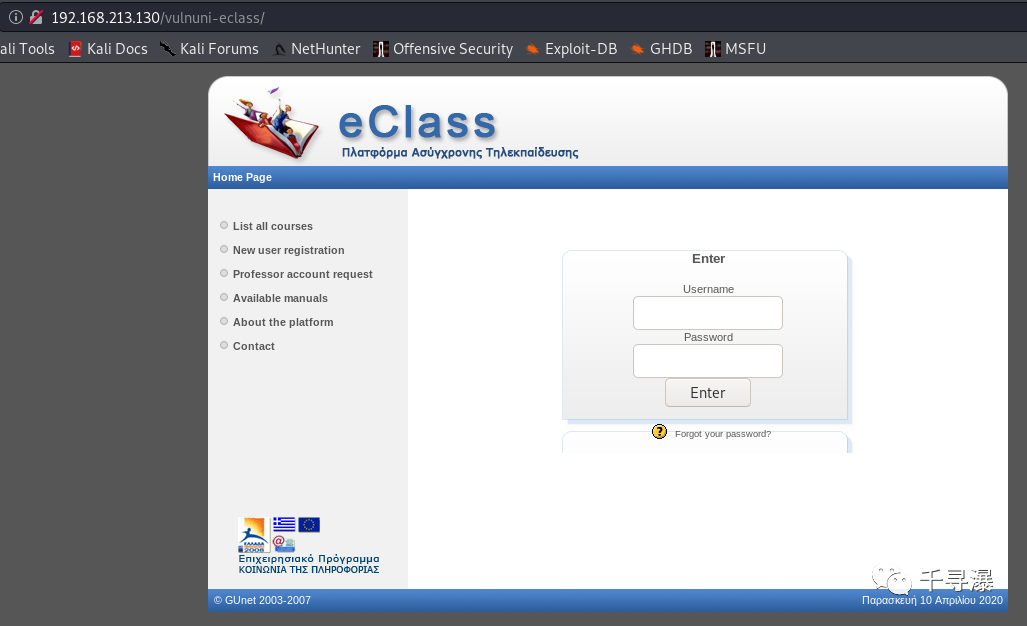 192.168.213.130/vulnuni-eclass/
ali Tools Kali Docs Kali Forums NetHunter Offensive Security Exploit-DB GHDB MSFU
eClass
Πλατφόρμα Ασύγχρονης Τηλεκπαίδευσης
Home Page
List all courses
New user registration
Professor account request
Available manuals
About the platform
Contact
Enter
Username
Password
Enter
? Forgot your password?
ΕΛΛΑΔΑ
2008
@
Επιχειρησιακό Πρόγραμμα
ΚΟΙΝΩΝΙΑ ΤΗΣ ΠΛΗΡΟΦΟΡΙΑΣ
千寻瀑
© GUnet 2003-2007
Παρασκευή 10 Απριλίου 2020